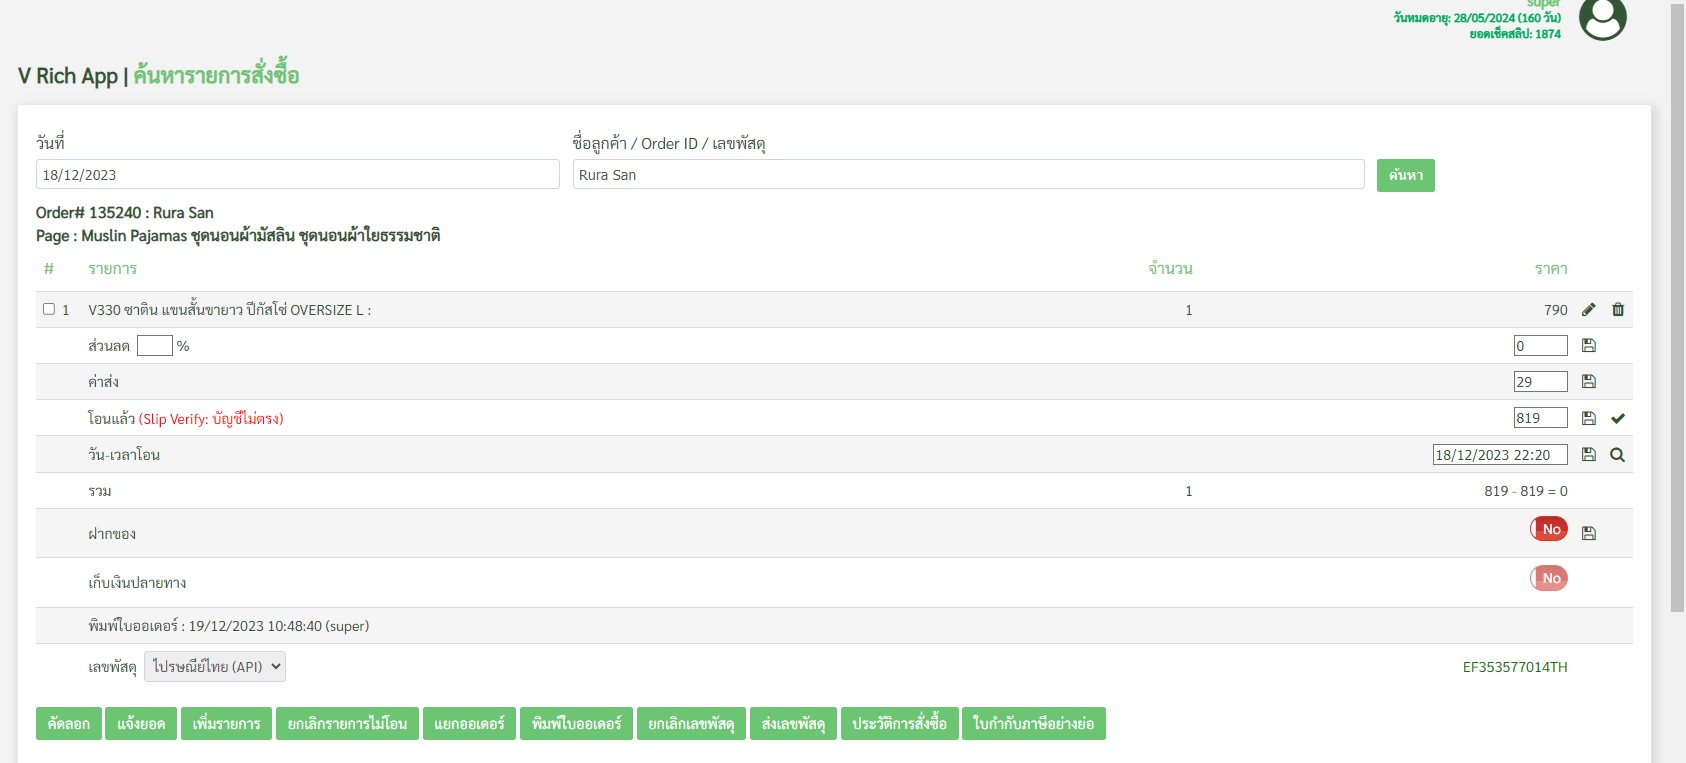 super
วันหมดอายุ: 28/05/2024 (160 วัน)
ยอดเช็คสลิป: 1874
V Rich App | ค้นหารายการสั่งซื้อ
วันที่ ชื่อลูกค้า / Order ID / เลขพัสดุ
18/12/2023 Rura San ค้นหา
Order# 135240 : Rura San
Page : Muslin Pajamas ชุดนอนผ้ามัสลิน ชุดนอนผ้าใยธรรมชาติ
# รายการ จำนวน ราคา
1 V330 ซาติน แขนสั้นขายาว ปีกัสโซ่ OVERSIZE L : 1 790
ส่วนลด % 0
ค่าส่ง 29
โอนแล้ว (Slip Verify: บัญชีไม่ตรง) 819
วัน-เวลาโอน 18/12/2023 22:20
รวม 1 819 - 819 = 0
ฝากของ No
เก็บเงินปลายทาง No
พิมพ์ใบออเดอร์ : 19/12/2023 10:48:40 (super)
เลขพัสดุ ไปรษณีย์ไทย (API) EF353577014TH
คัดลอก แจ้งยอด เพิ่มรายการ ยกเลิกรายการไม่โอน แยกออเดอร์ พิมพ์ใบออเดอร์ ยกเลิกเลขพัสดุ ส่งเลขพัสดุ ประวัติการสั่งซื้อ ใบกำกับภาษีอย่างย่อ